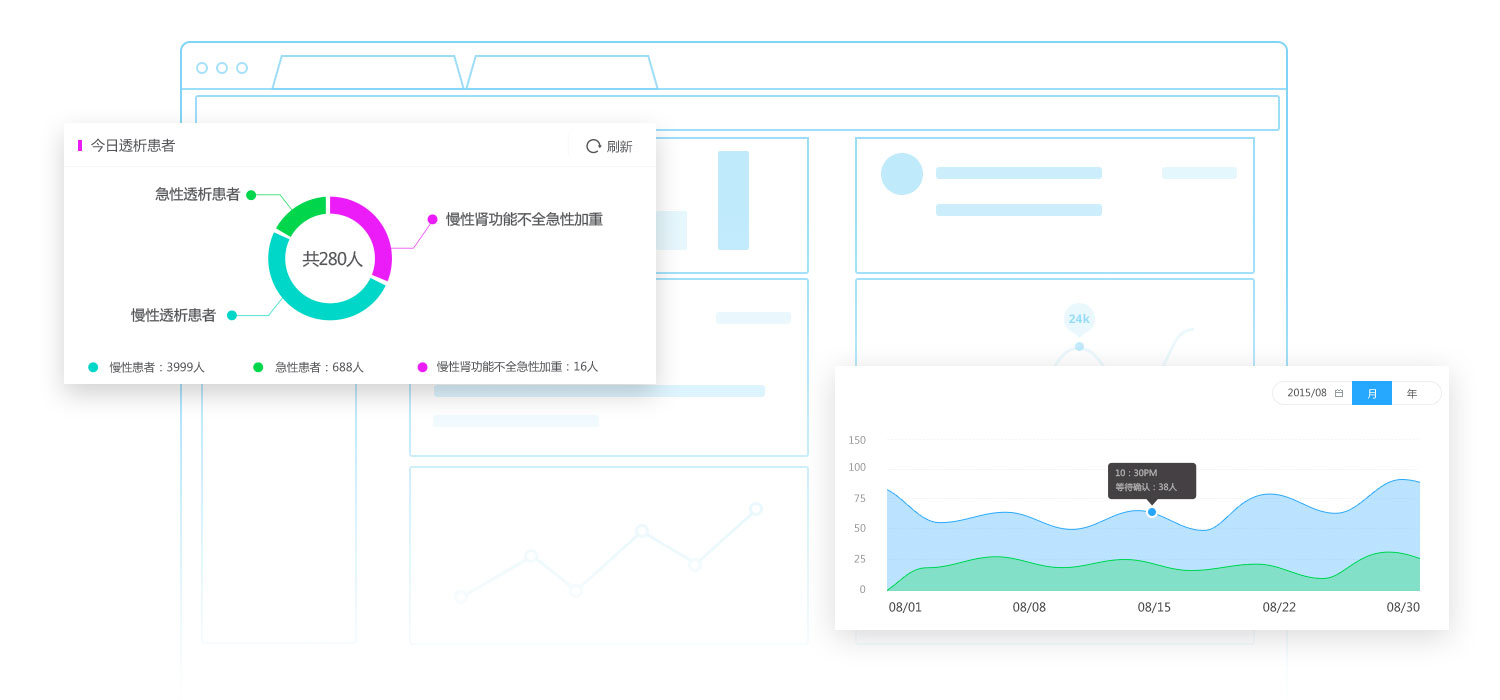 今日透析患者
刷新
急性透析患者
慢性肾功能不全急性加重
共280人
慢性透析患者
慢性患者：3999人
急性患者：688人
慢性肾功能不全急性加重：16人
24k
2015/08
月
年
150
100
75
50
25
0
10：30PM
等待确认：38人
08/01
08/08
08/15
08/22
08/30